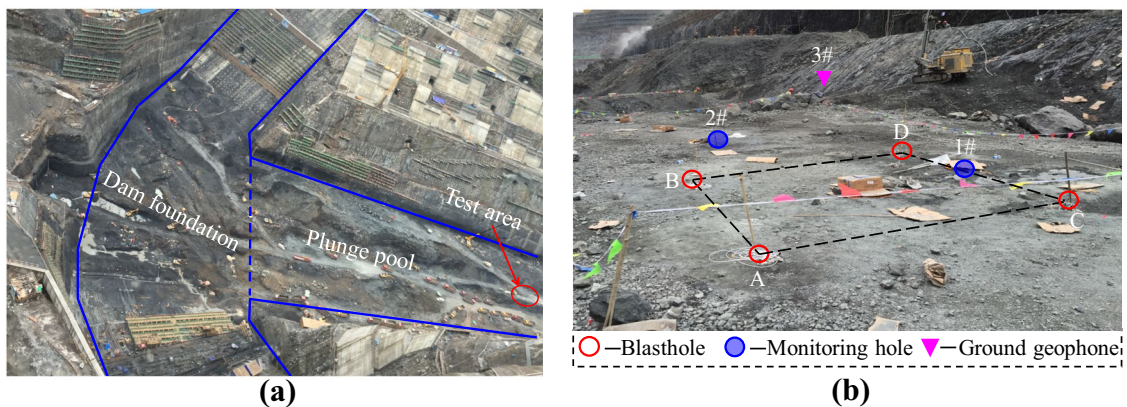 Dam foundation
Plunge pool
Test area
(a)
3#
2#
D
1#
B
C
A
—Blasthole
—Monitoring hole
—Ground geophone
(b)